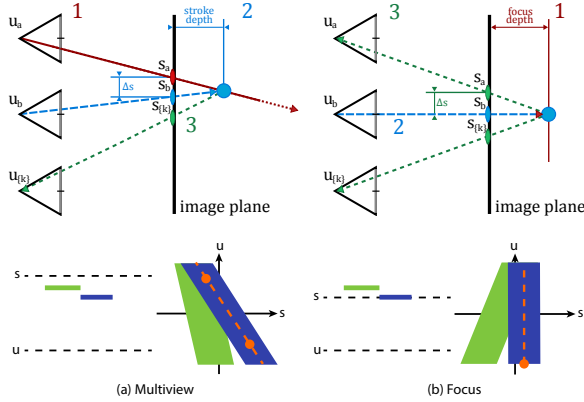 1
stroke
depth
2
u_a
s_a
s_b
Δs
u_b
s_{k}
3
u_{k}
image plane
3
focus
depth
1
u_a
s_a
Δs
s_b
u_b
2
s_{k}
u_{k}
image plane
u
s
s
u
(a) Multiview
u
s
s
u
(b) Focus